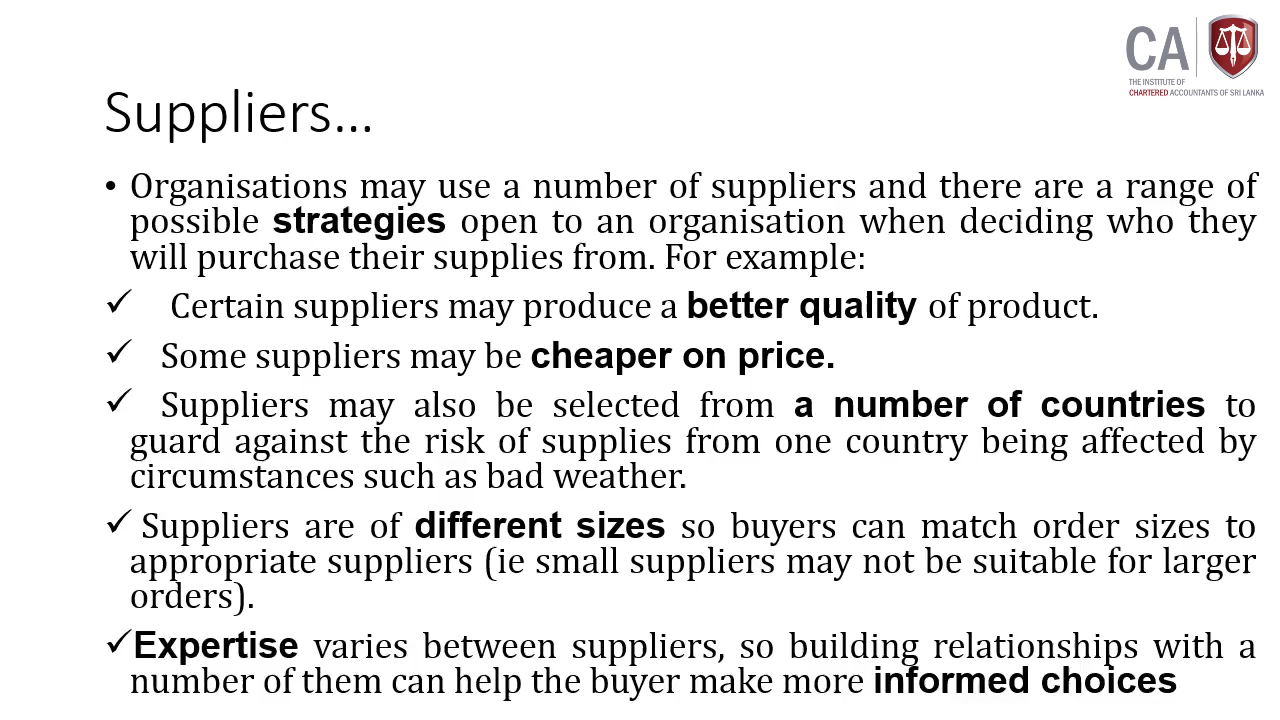 CA
THE INSTITUTE OF
CHARTERED ACCOUNTANTS OF SRI LANKA
Suppliers…
• Organisations may use a number of suppliers and there are a range of
possible strategies open to an organisation when deciding who they
will purchase their supplies from. For example:
✓ Certain suppliers may produce a better quality of product.
✓ Some suppliers may be cheaper on price.
✓ Suppliers may also be selected from a number of countries to
guard against the risk of supplies from one country being affected by
circumstances such as bad weather.
✓ Suppliers are of different sizes so buyers can match order sizes to
appropriate suppliers (ie small suppliers may not be suitable for larger
orders).
✓Expertise varies between suppliers, so building relationships with a
number of them can help the buyer make more informed choices